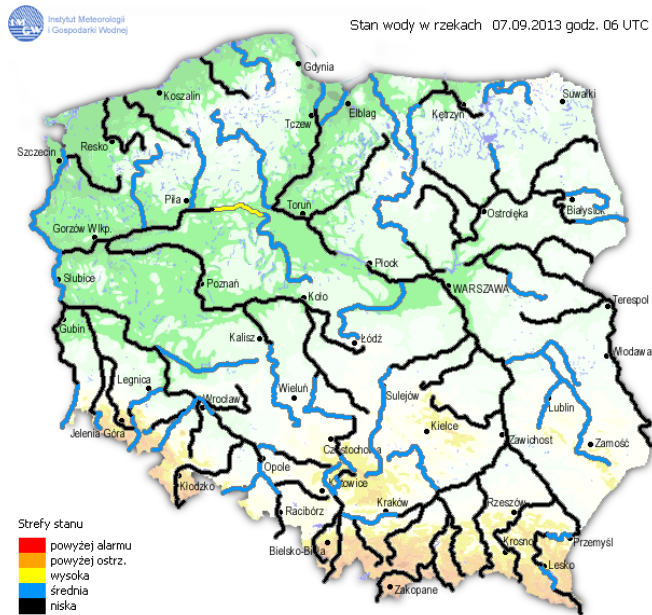 Instytut Meteorologii
i Gospodarki Wodnej
IMGW
Stan wody w rzekach 07.09.2013 godz. 06 UTC
Gdynia
Koszalin
Suwałki
Elbląg
Kętrzyn
Tczew
Resko
Szczecin
Piła
Toruń
Białystok
Ostrołęka
Gorzów Wlkp.
Płock
Słubice
Poznań
WARSZAWA
Koło
Terespol
Gubin
Kalisz
Łódź
Włodawa
Legnica
Wieluń
Sulejów
Wrocław
Lublin
Jelenia Góra
Kielce
Zawichost
Zamość
Częstochowa
Opole
Kłodzko
Katowice
Racibórz
Kraków
Rzeszów
Strefy stanu
Bielsko-Biała
Krosno
Przemyśl
powyżej alarmu
powyżej ostrz.
Lesko
wysoka
Zakopane
średnia
niska